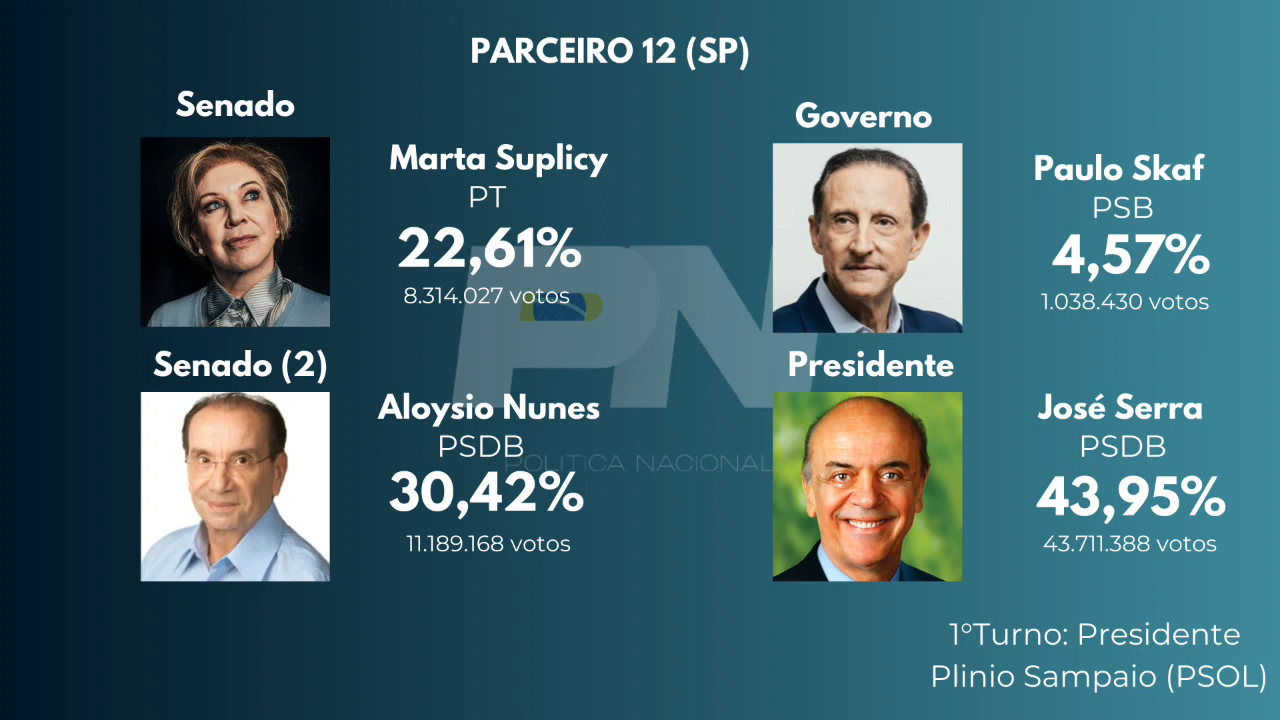 PARCEIRO 12 (SP)
Senado
Marta Suplicy
PT
22,61%
8.314.027 votos
Senado (2)
Aloysio Nunes
PSDB
30,42%
11.189.168 votos
Governo
Paulo Skaf
PSB
4,57%
1.038.430 votos
Presidente
José Serra
PSDB
43,95%
43.711.388 votos
PN
POLITICA NACIONAL
1°Turno: Presidente
Plinio Sampaio (PSOL)